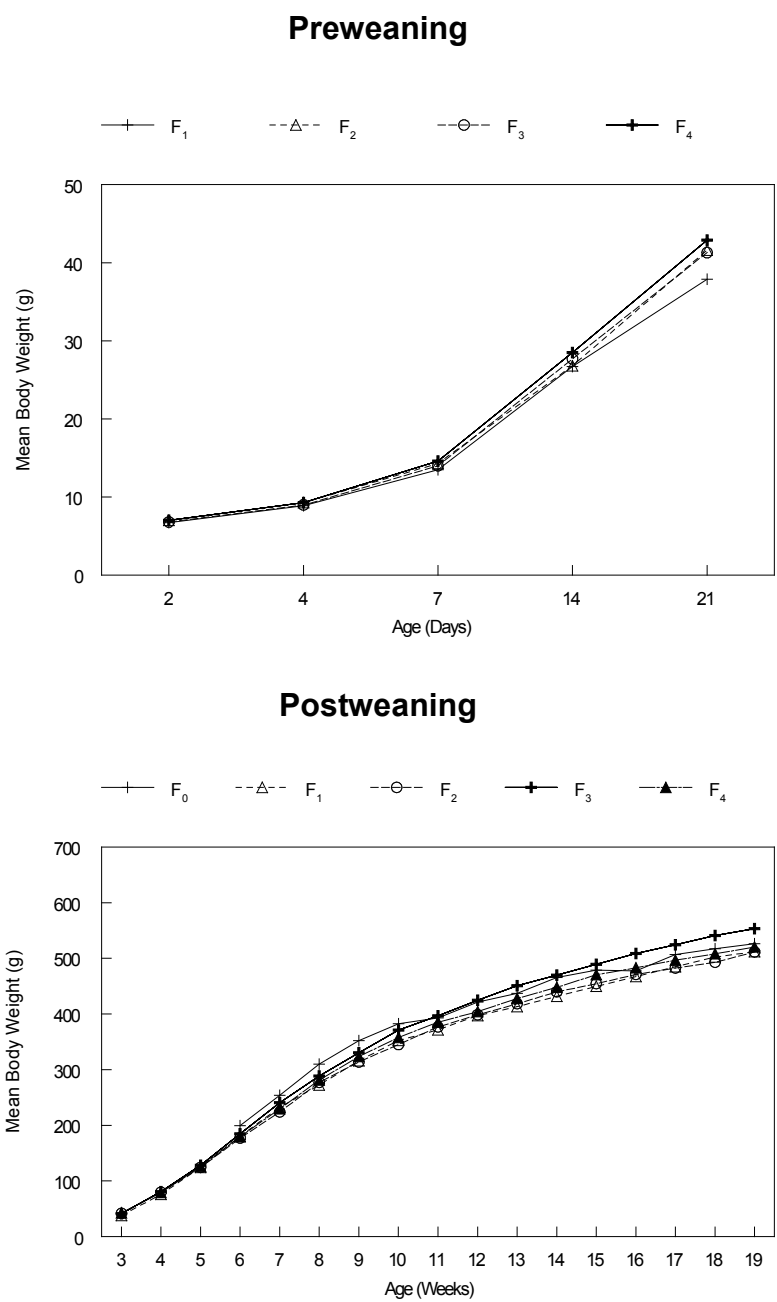 Preweaning
F1 F2 F3 F4
50
40
30
20
10
0
Mean Body Weight (g)
2 4 7 14 21
Age (Days)
Postweaning
F0 F1 F2 F3 F4
700
600
500
400
300
200
100
0
Mean Body Weight (g)
3 4 5 6 7 8 9 10 11 12 13 14 15 16 17 18 19
Age (Weeks)